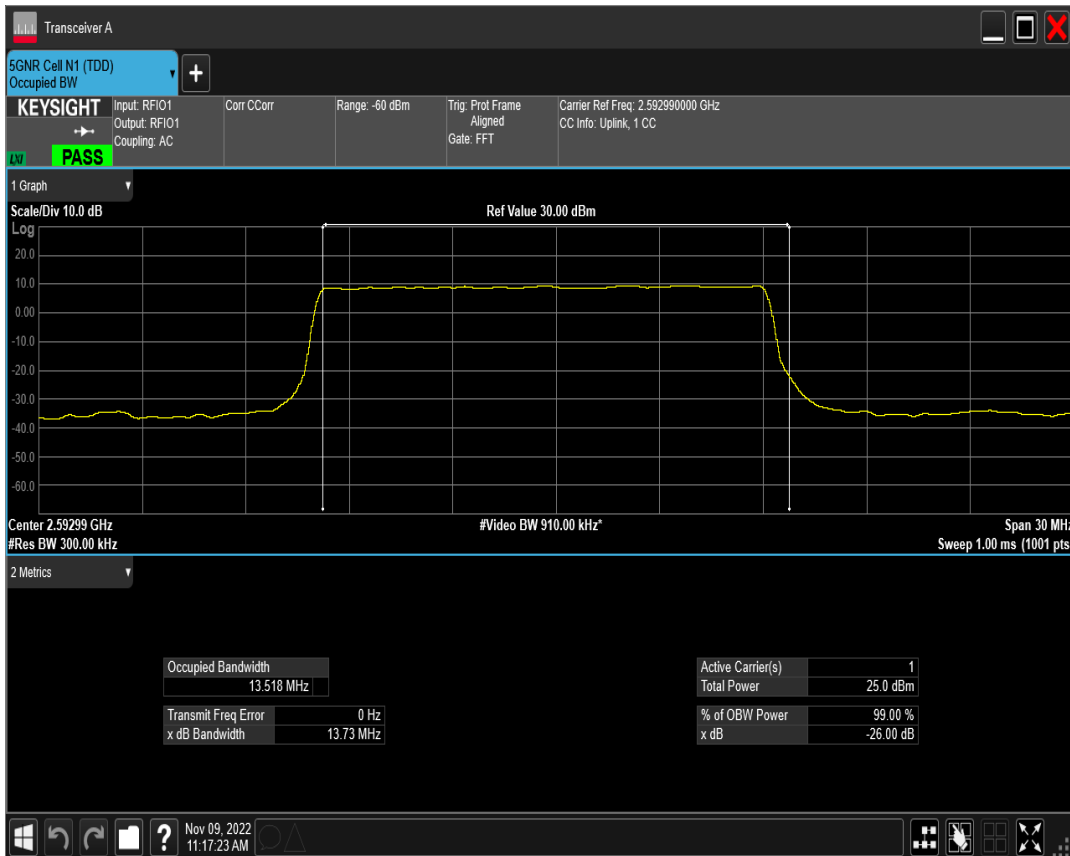 Transceiver A
5GNR Cell N1 (TDD)
Occupied BW
+
KEYSIGHT
LXI
PASS
Input: RFIO1
Output: RFIO1
Coupling: AC
Corr CCorr
Range: -60 dBm
Trig: Prot Frame
Aligned
Gate: FFT
Carrier Ref Freq: 2.592990000 GHz
CC Info: Uplink, 1 CC
1 Graph
Scale/Div 10.0 dB
Ref Value 30.00 dBm
Log
20.0
10.0
0.00
-10.0
-20.0
-30.0
-40.0
-50.0
-60.0
Center 2.59299 GHz
#Video BW 910.00 kHz*
Span 30 MHz
#Res BW 300.00 kHz
Sweep 1.00 ms (1001 pts
2 Metrics
Occupied Bandwidth
13.518 MHz
Transmit Freq Error 0 Hz
x dB Bandwidth 13.73 MHz
Active Carrier(s) 1
Total Power 25.0 dBm
% of OBW Power 99.00 %
x dB -26.00 dB
?
Nov 09, 2022
11:17:23 AM